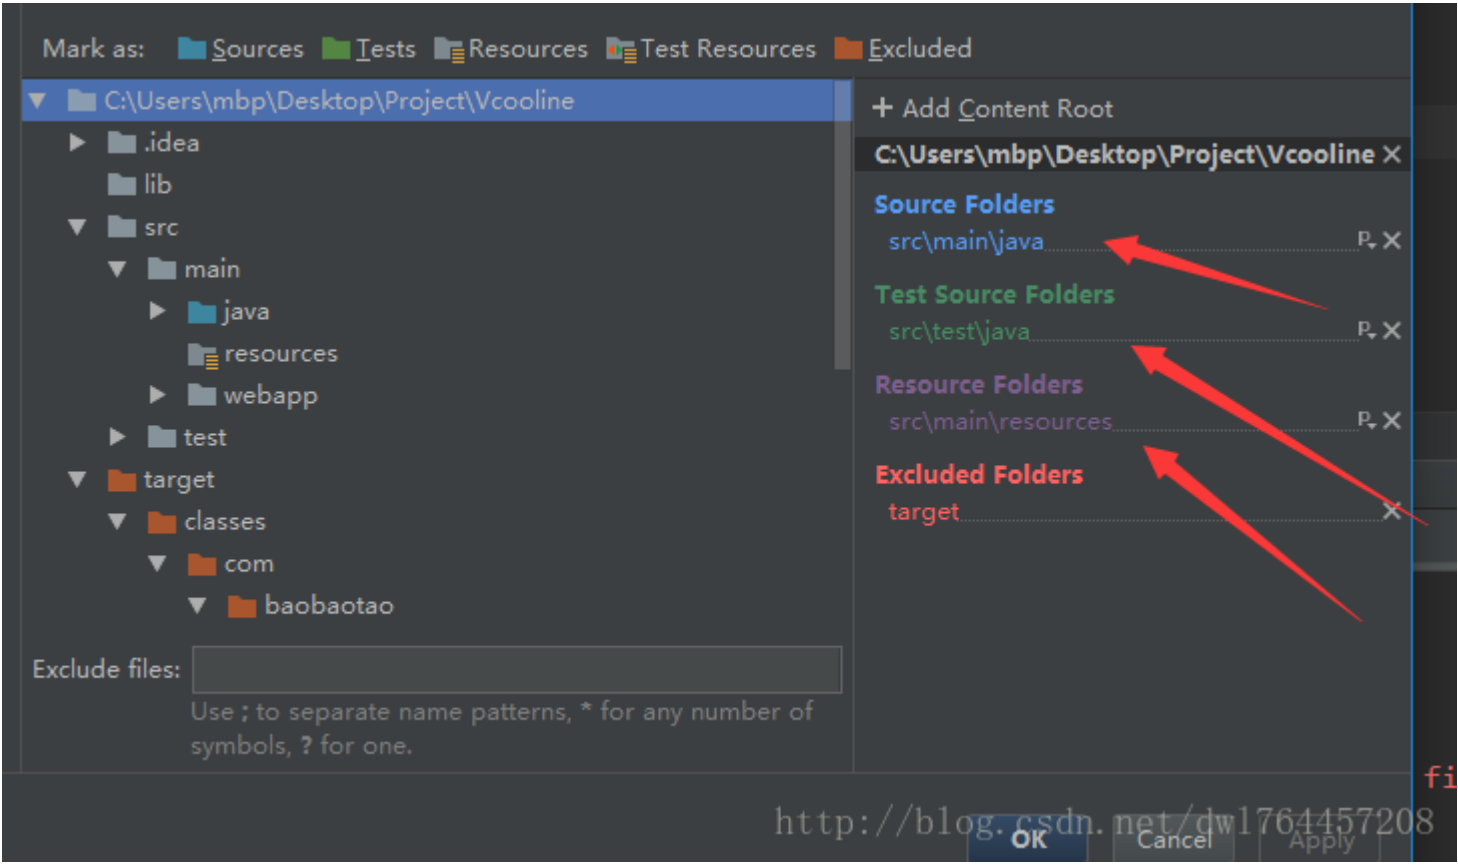 Mark as: Sources Tests Resources Test Resources Excluded
C:\Users\mbp\Desktop\Project\Vcooline
.idea
lib
src
main
java
resources
webapp
test
target
classes
com
baobaotao
Exclude files:
Use ; to separate name patterns, * for any number of
symbols, ? for one.
+ Add Content Root
C:\Users\mbp\Desktop\Project\Vcooline
Source Folders
src\main\java
Test Source Folders
src\test\java
Resource Folders
src\main\resources
Excluded Folders
target
fi
http://blog.csdn.net/dwl764457208
OK Cancel Apply